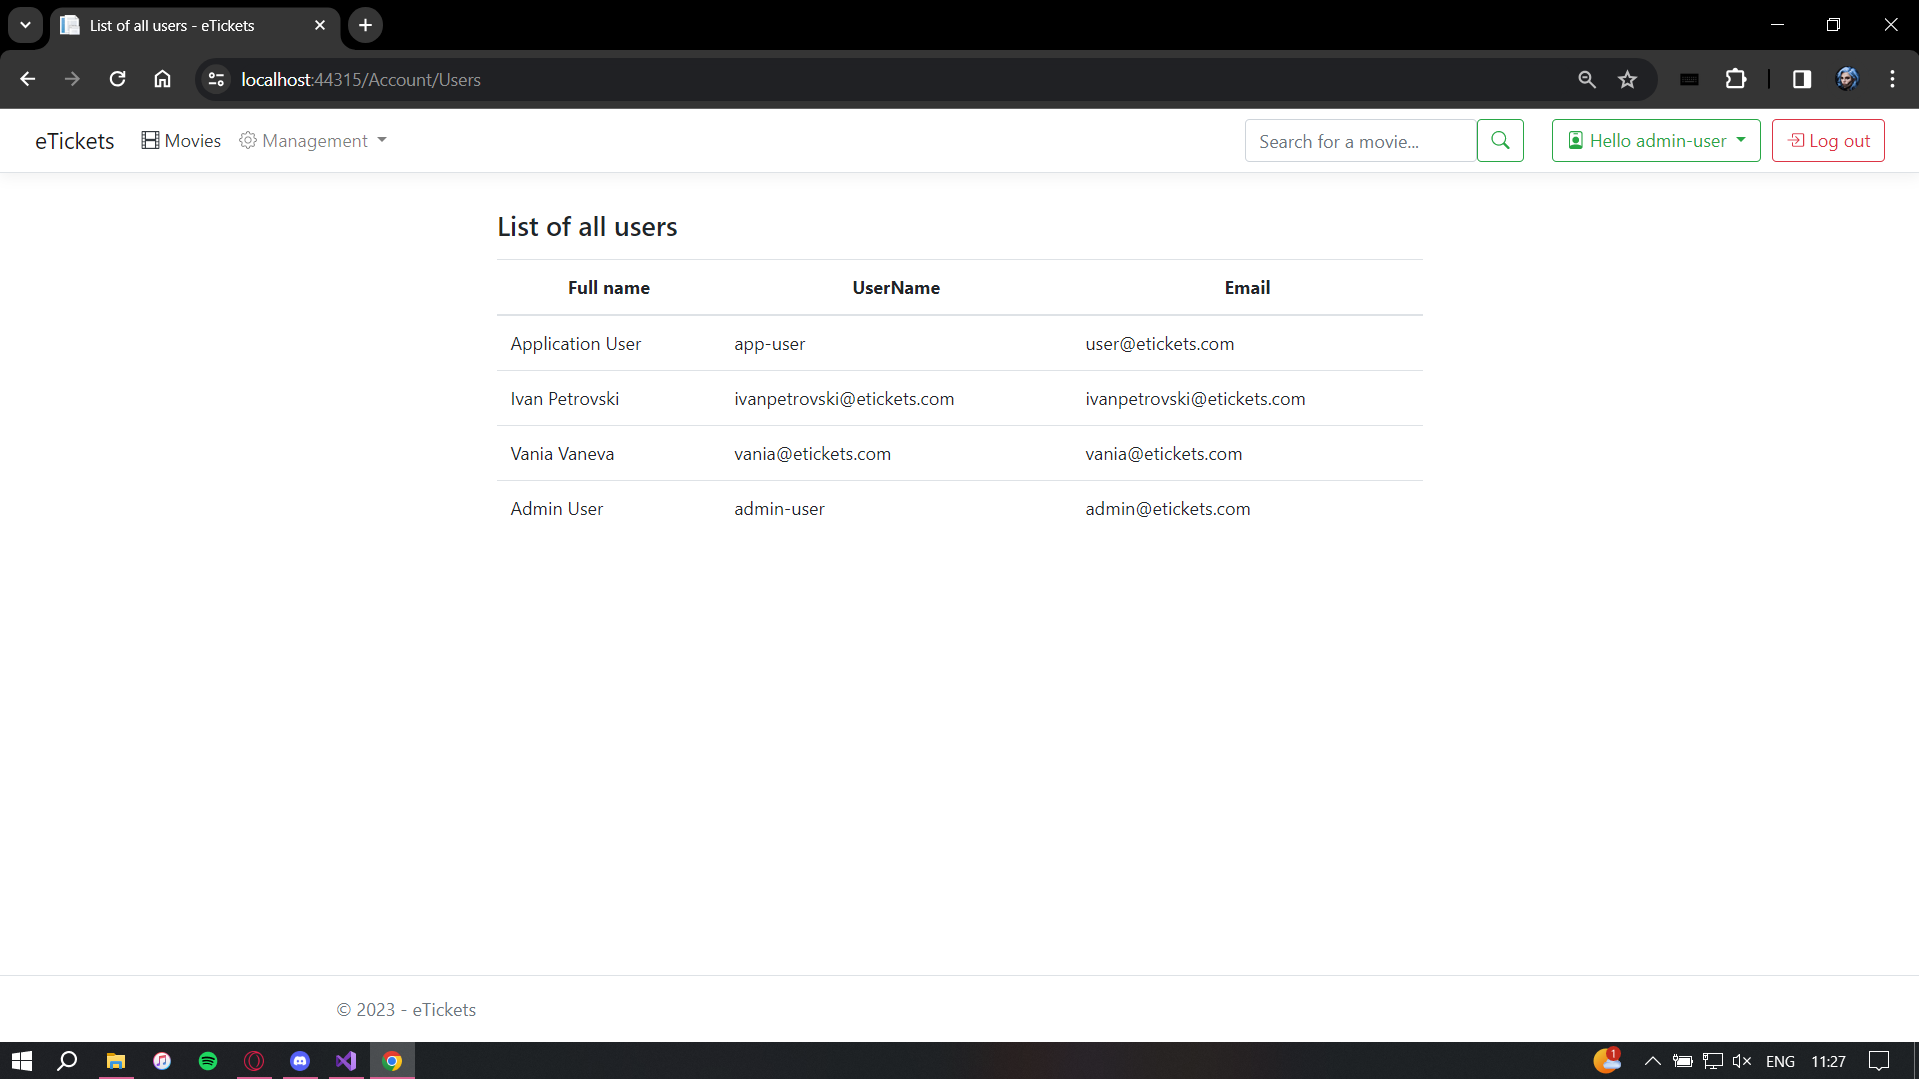 List of all users - eTickets
localhost:44315/Account/Users
eTickets Movies Management Search for a movie... Hello admin-user Log out
List of all users
Full name UserName Email
Application User app-user user@etickets.com
Ivan Petrovski ivanpetrovski@etickets.com ivanpetrovski@etickets.com
Vania Vaneva vania@etickets.com vania@etickets.com
Admin User admin-user admin@etickets.com
© 2023 - eTickets
1 ENG 11:27